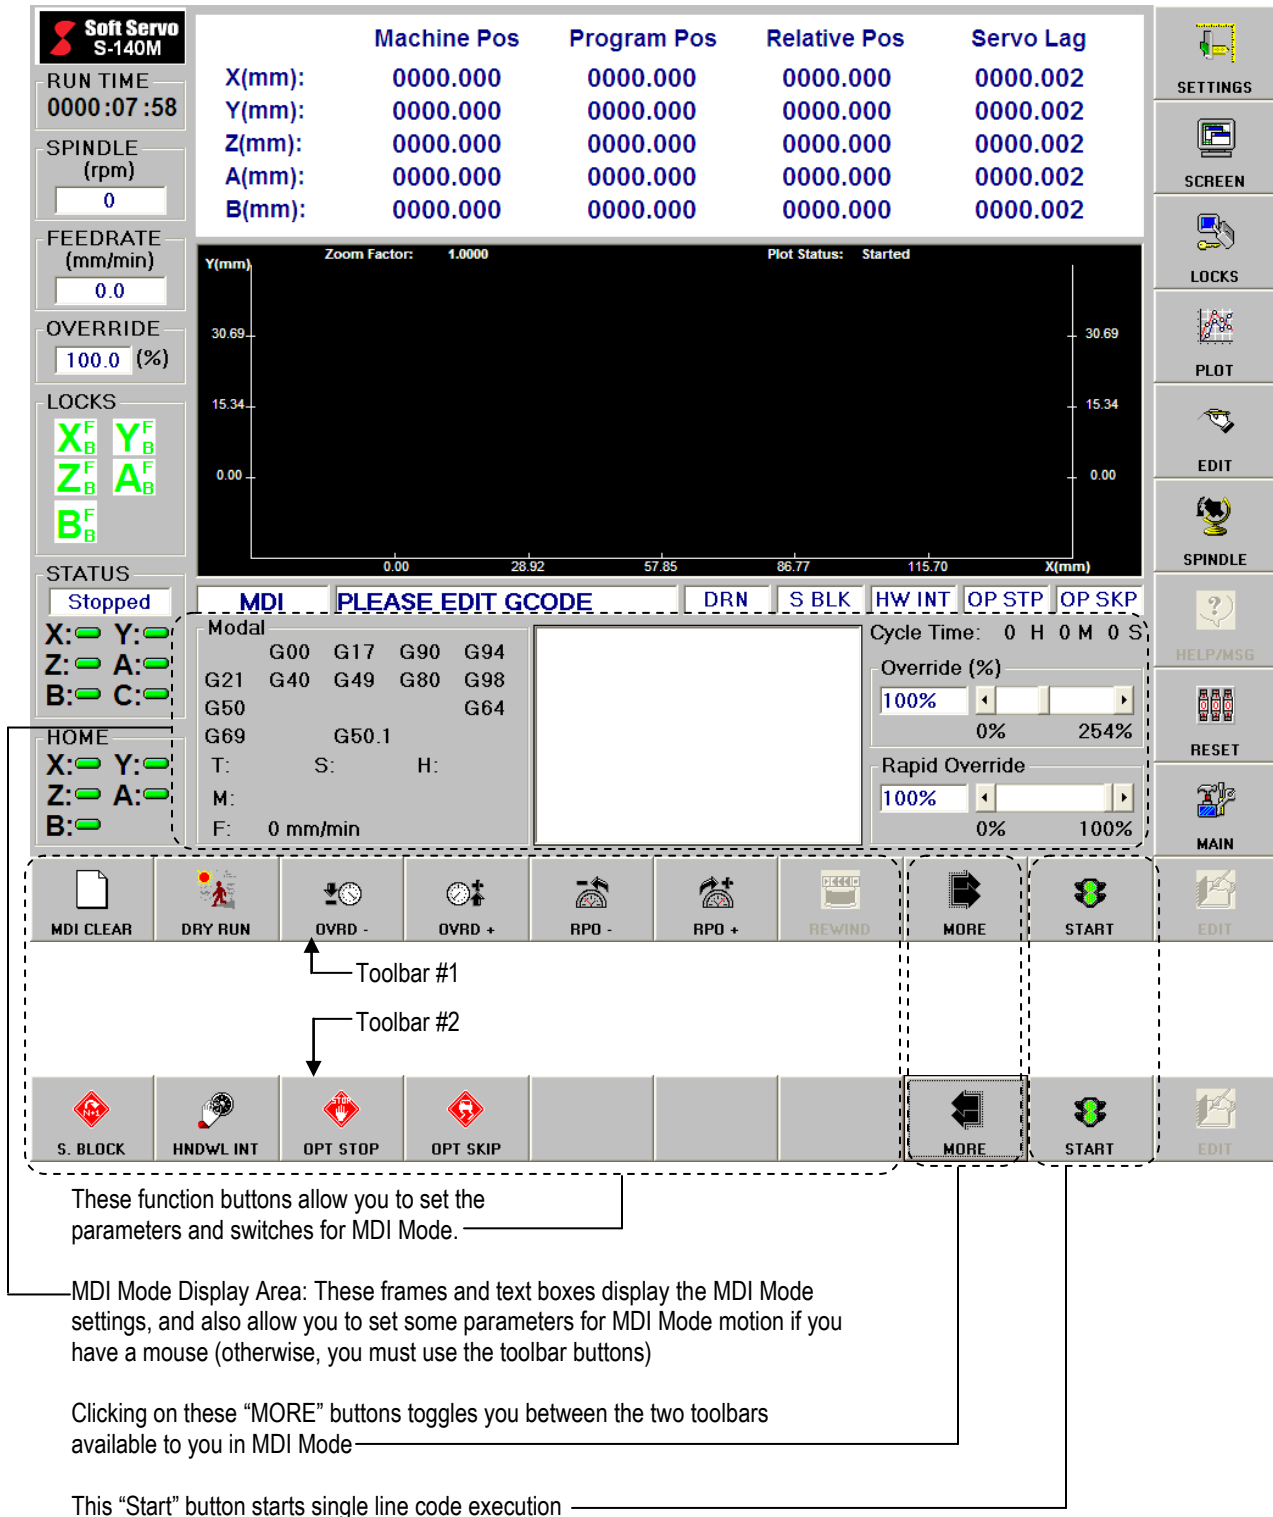 Soft Servo
S-140M
RUN TIME
0000:07:58
SPINDLE
(rpm)
0
FEEDRATE
(mm/min)
0.0
OVERRIDE
100.0 (%)
LOCKS
X F B Y F B
Z F B A F B
B F B
STATUS
Stopped
X: Y:
Z: A:
B: C:
HOME
X: Y:
Z: A:
B:
Machine Pos Program Pos Relative Pos Servo Lag
X(mm): 0000.000 0000.000 0000.000 0000.002
Y(mm): 0000.000 0000.000 0000.000 0000.002
Z(mm): 0000.000 0000.000 0000.000 0000.002
A(mm): 0000.000 0000.000 0000.000 0000.002
B(mm): 0000.000 0000.000 0000.000 0000.002
Y(mm) Zoom Factor: 1.0000 Plot Status: Started
30.69 30.69
15.34 15.34
0.00 0.00
0.00 28.92 57.85 86.77 115.70 X(mm)
MDI PLEASE EDIT GCODE DRN S BLK HW INT OP STP OP SKP
Modal
G00 G17 G90 G94
G21 G40 G49 G80 G98
G50 G64
G69 G50.1
T: S: H:
M:
F: 0 mm/min
Cycle Time: 0 H 0 M 0 S
Override (%)
100%
0% 254%
Rapid Override
100%
0% 100%
SETTINGS
SCREEN
LOCKS
PLOT
EDIT
SPINDLE
HELP/MSG
RESET
MAIN
MDI CLEAR DRY RUN OVRD - OVRD + RPO - RPO + REWIND MORE START EDIT
Toolbar #1
Toolbar #2
N+1
STOP
S. BLOCK HNDWL INT OPT STOP OPT SKIP MORE START EDIT
These function buttons allow you to set the
parameters and switches for MDI Mode.
MDI Mode Display Area: These frames and text boxes display the MDI Mode
settings, and also allow you to set some parameters for MDI Mode motion if you
have a mouse (otherwise, you must use the toolbar buttons)
Clicking on these “MORE” buttons toggles you between the two toolbars
available to you in MDI Mode
This “Start” button starts single line code execution